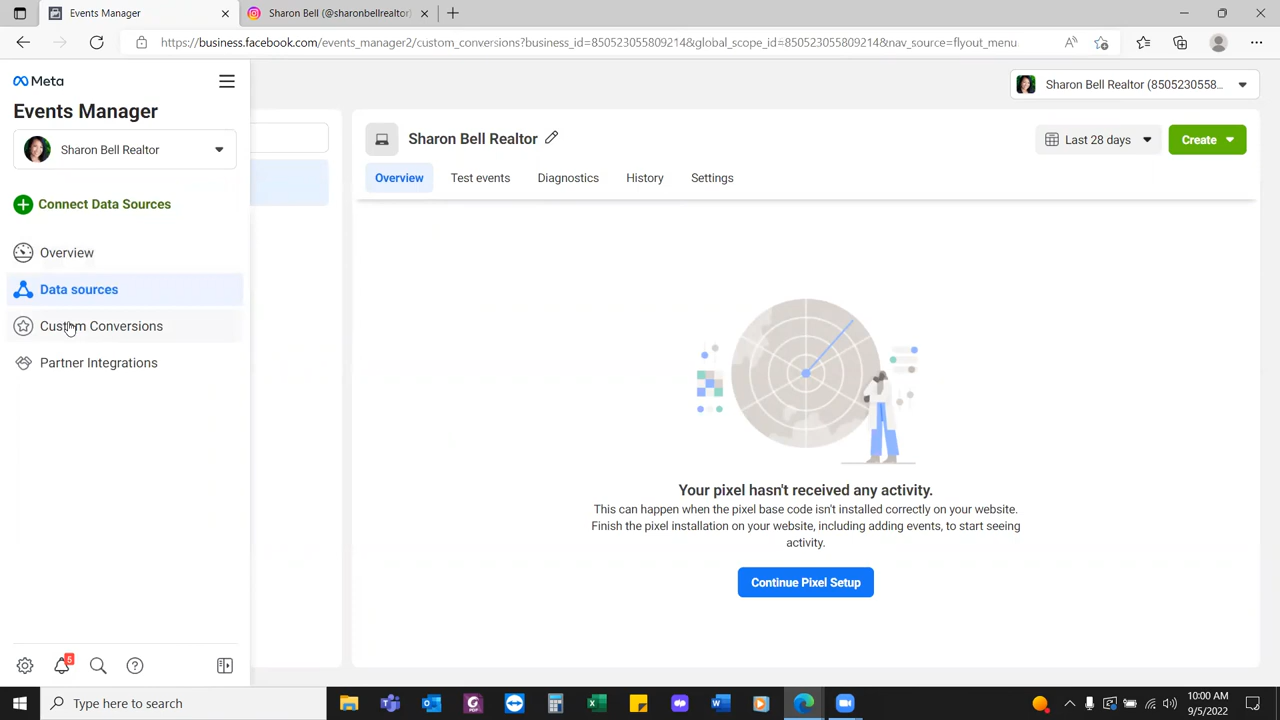 Events Manager
Sharon Bell (@sharonbellrealtor)
https://business.facebook.com/events_manager2/custom_conversions?business_id=850523055809214&global_scope_id=850523055809214&nav_source=flyout_menu
Meta
Events Manager
Sharon Bell Realtor
Connect Data Sources
Overview
Data sources
Custom Conversions
Partner Integrations
5
Sharon Bell Realtor (8505230558...
Sharon Bell Realtor
Last 28 days
Create
Overview
Test events
Diagnostics
History
Settings
Your pixel hasn't received any activity.
This can happen when the pixel base code isn't installed correctly on your website.
Finish the pixel installation on your website, including adding events, to start seeing
activity.
Continue Pixel Setup
Type here to search
10:00 AM
9/5/2022